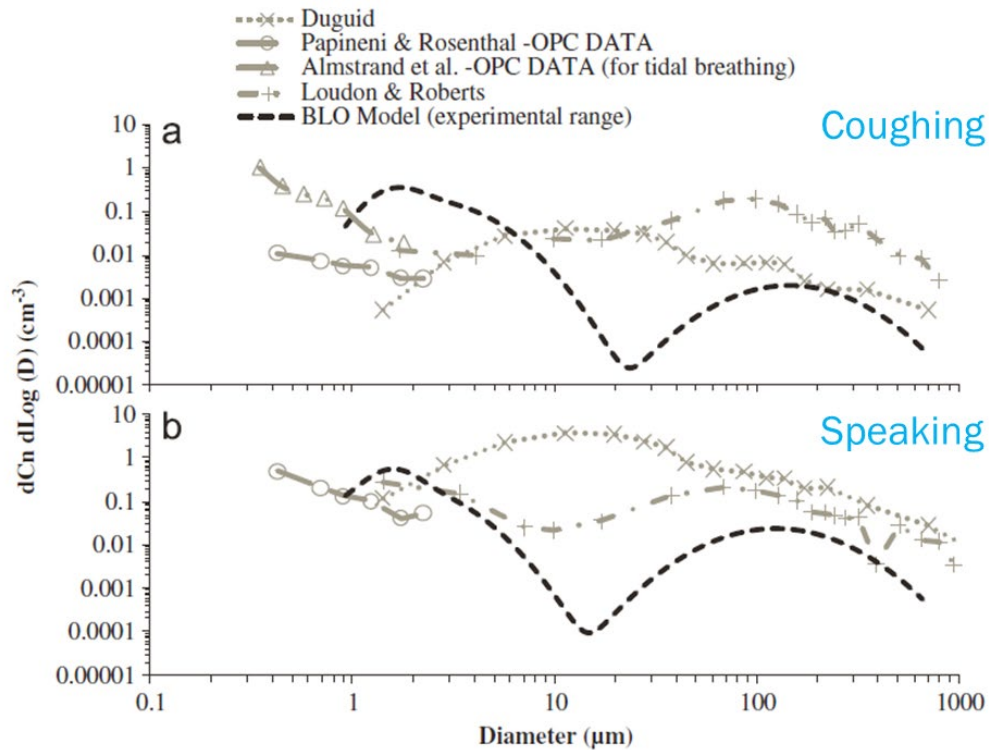 Duguid
Papineni & Rosenthal -OPC DATA
Almstrand et al. -OPC DATA (for tidal breathing)
Loudon & Roberts
BLO Model (experimental range)
a
Coughing
10
1
0.1
0.01
0.001
0.0001
0.00001
dCn dLog (D) (cm⁻³)
b
Speaking
10
1
0.1
0.01
0.001
0.0001
0.00001
0.1
1
10
100
1000
Diameter (µm)